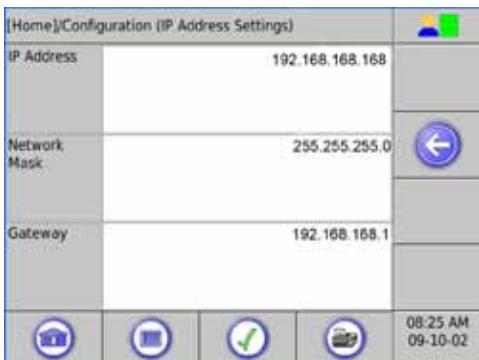 [Home]/Configuration (IP Address Settings)
IP Address
192.168.168.168
Network
Mask
255.255.255.0
Gateway
192.168.168.1
08:25 AM
09-10-02